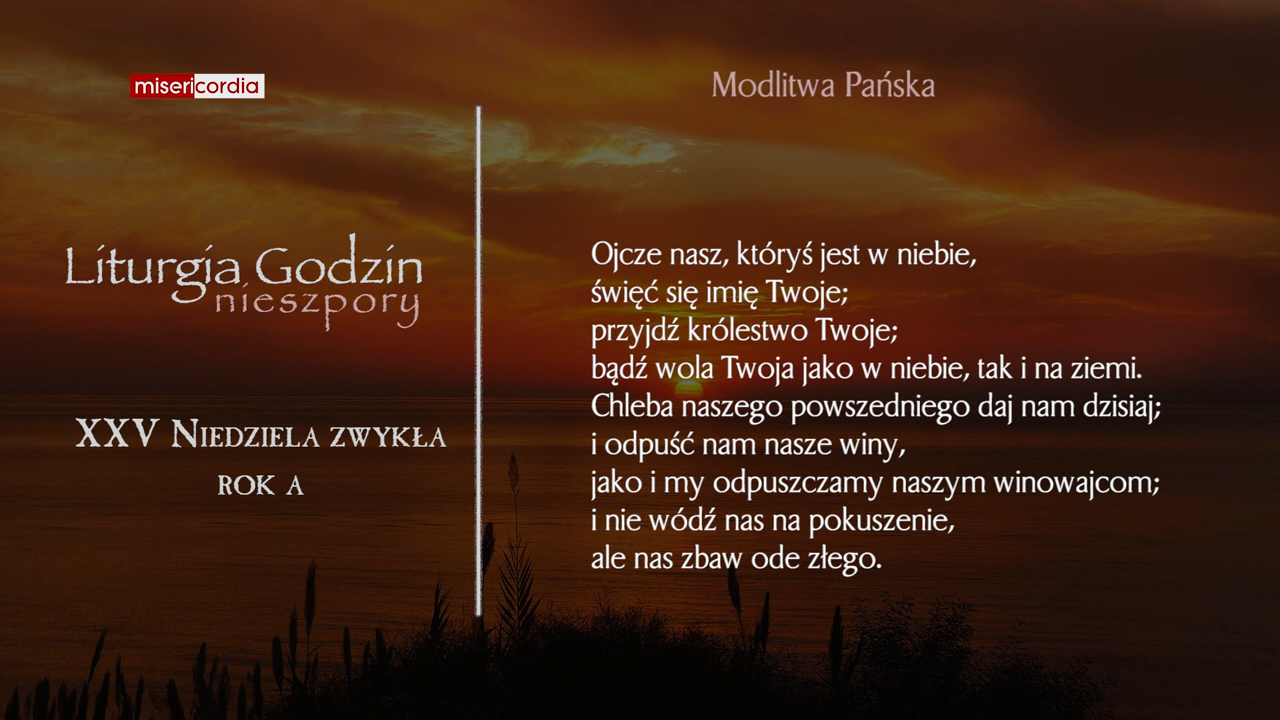 misericordia
Liturgia Godzin
nieszpory
XXV Niedziela zwykła
rok A
Modlitwa Pańska
Ojcze nasz, któryś jest w niebie,
święć się imię Twoje;
przyjdź królestwo Twoje;
bądź wola Twoja jako w niebie, tak i na ziemi.
Chleba naszego powszedniego daj nam dzisiaj;
i odpuść nam nasze winy,
jako i my odpuszczamy naszym winowajcom;
i nie wódź nas na pokuszenie,
ale nas zbaw ode złego.